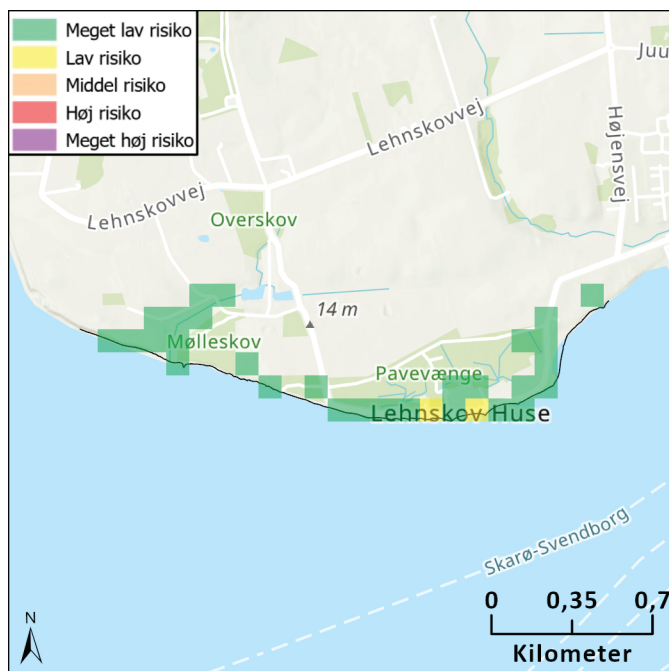 Meget lav risiko
Lav risiko
Middel risiko
Høj risiko
Meget høj risiko
Juu
Lehnskovvej
Højensvej
Lehnskovvej
Overskov
14 m
Mølleskov
Pavevænge
Lehnskov Huse
Skarø-Svendborg
N
0 0,35 0,7
Kilometer